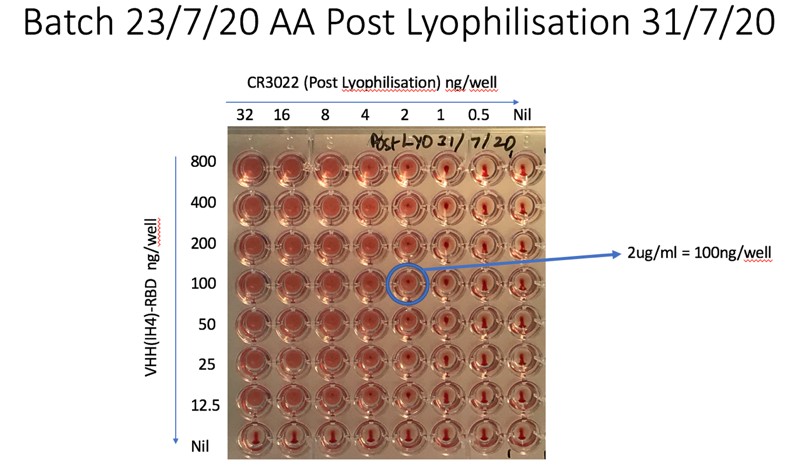 Batch 23/7/20 AA Post Lyophilisation 31/7/20
CR3022 (Post Lyophilisation) ng/well
32 16 8 4 2 1 0.5 Nil
Post LYO 31/7/20
VHH(IH4)-RBD ng/well
800
400
200
100
50
25
12.5
Nil
2ug/ml = 100ng/well